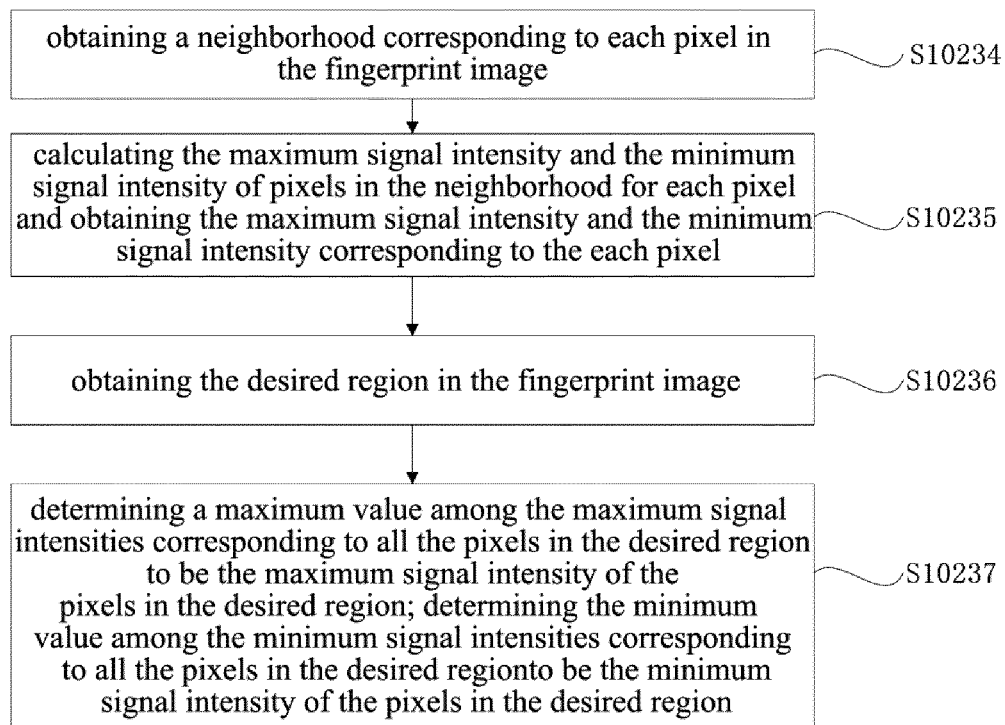 obtaining a neighborhood corresponding to each pixel in
the fingerprint image
S10234
calculating the maximum signal intensity and the minimum
signal intensity of pixels in the neighborhood for each pixel
and obtaining the maximum signal intensity and the minimum
signal intensity corresponding to the each pixel
S10235
obtaining the desired region in the fingerprint image
S10236
determining a maximum value among the maximum signal
intensities corresponding to all the pixels in the desired region
to be the maximum signal intensity of the
pixels in the desired region; determining the minimum
value among the minimum signal intensities corresponding
to all the pixels in the desired regionto be the minimum
signal intensity of the pixels in the desired region
S10237